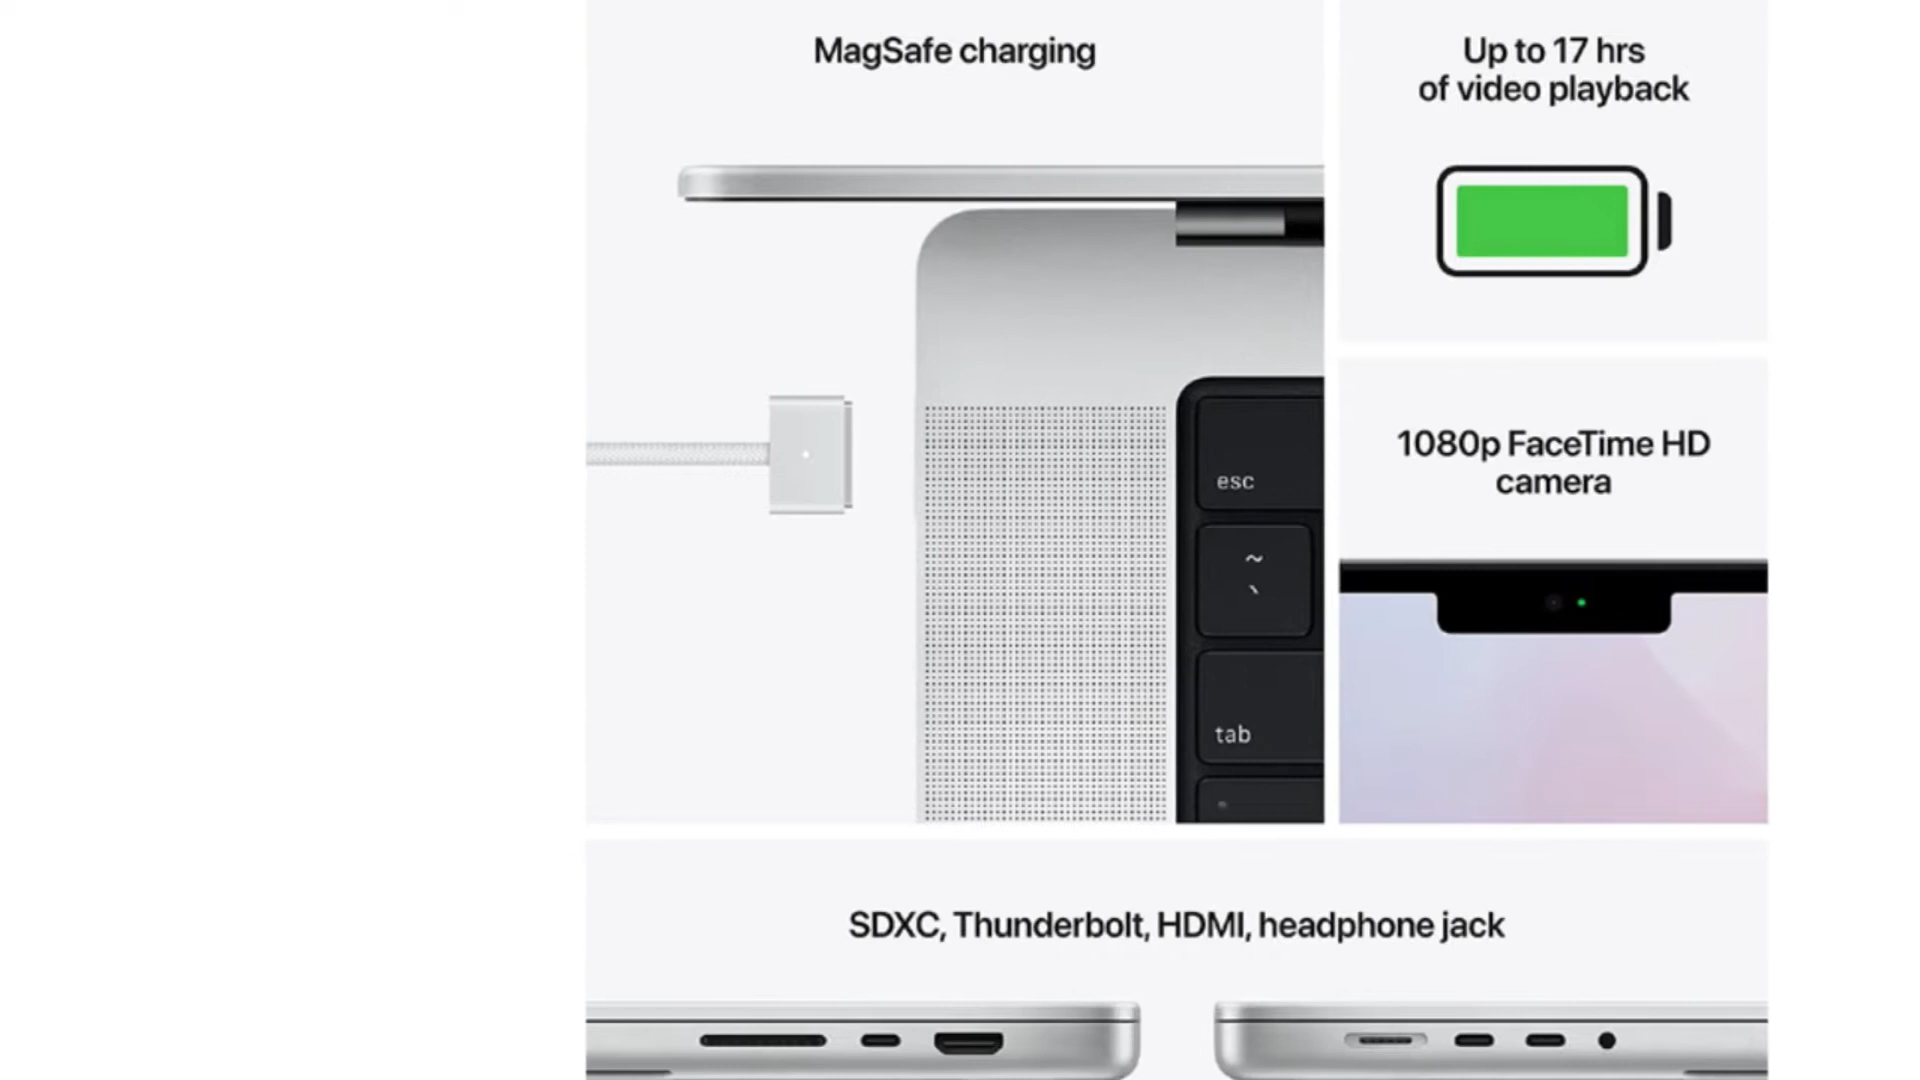 MagSafe charging
Up to 17 hrs
of video playback
1080p FaceTime HD
camera
esc
~
`
tab
SDXC, Thunderbolt, HDMI, headphone jack